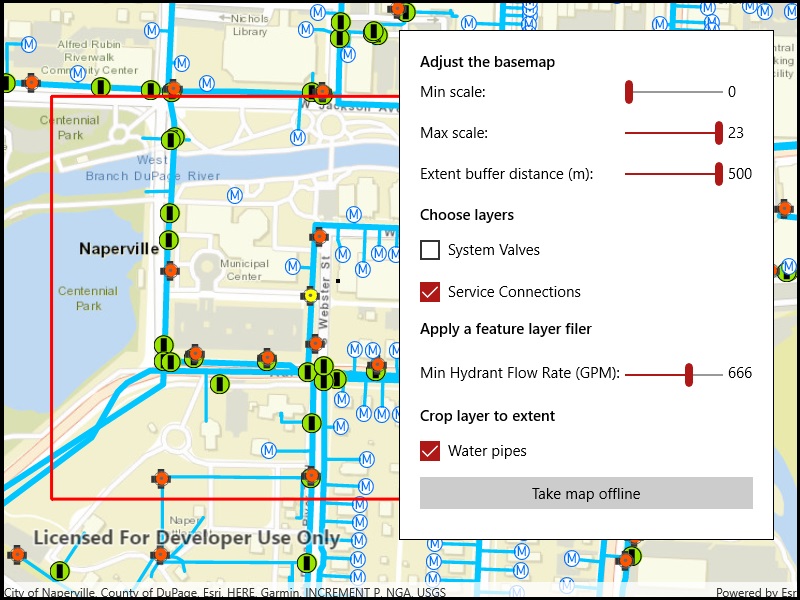 Nichols
Library
Alfred Rubin
Riverwalk
Community Center
Centennial
Park
W Jackson Av
West
Branch DuPage River
Naperville
Municipal
Center
Centennial
Park
S Webster St
W
Naper
Licensed For Developer Use Only
City of Naperville, County of DuPage, Esri, HERE, Garmin, INCREMENT P, NGA, USGS
Powered by Esr
Adjust the basemap
Min scale: 0
Max scale: 23
Extent buffer distance (m): 500
Choose layers
System Valves
Service Connections
Apply a feature layer filer
Min Hydrant Flow Rate (GPM): 666
Crop layer to extent
Water pipes
Take map offline